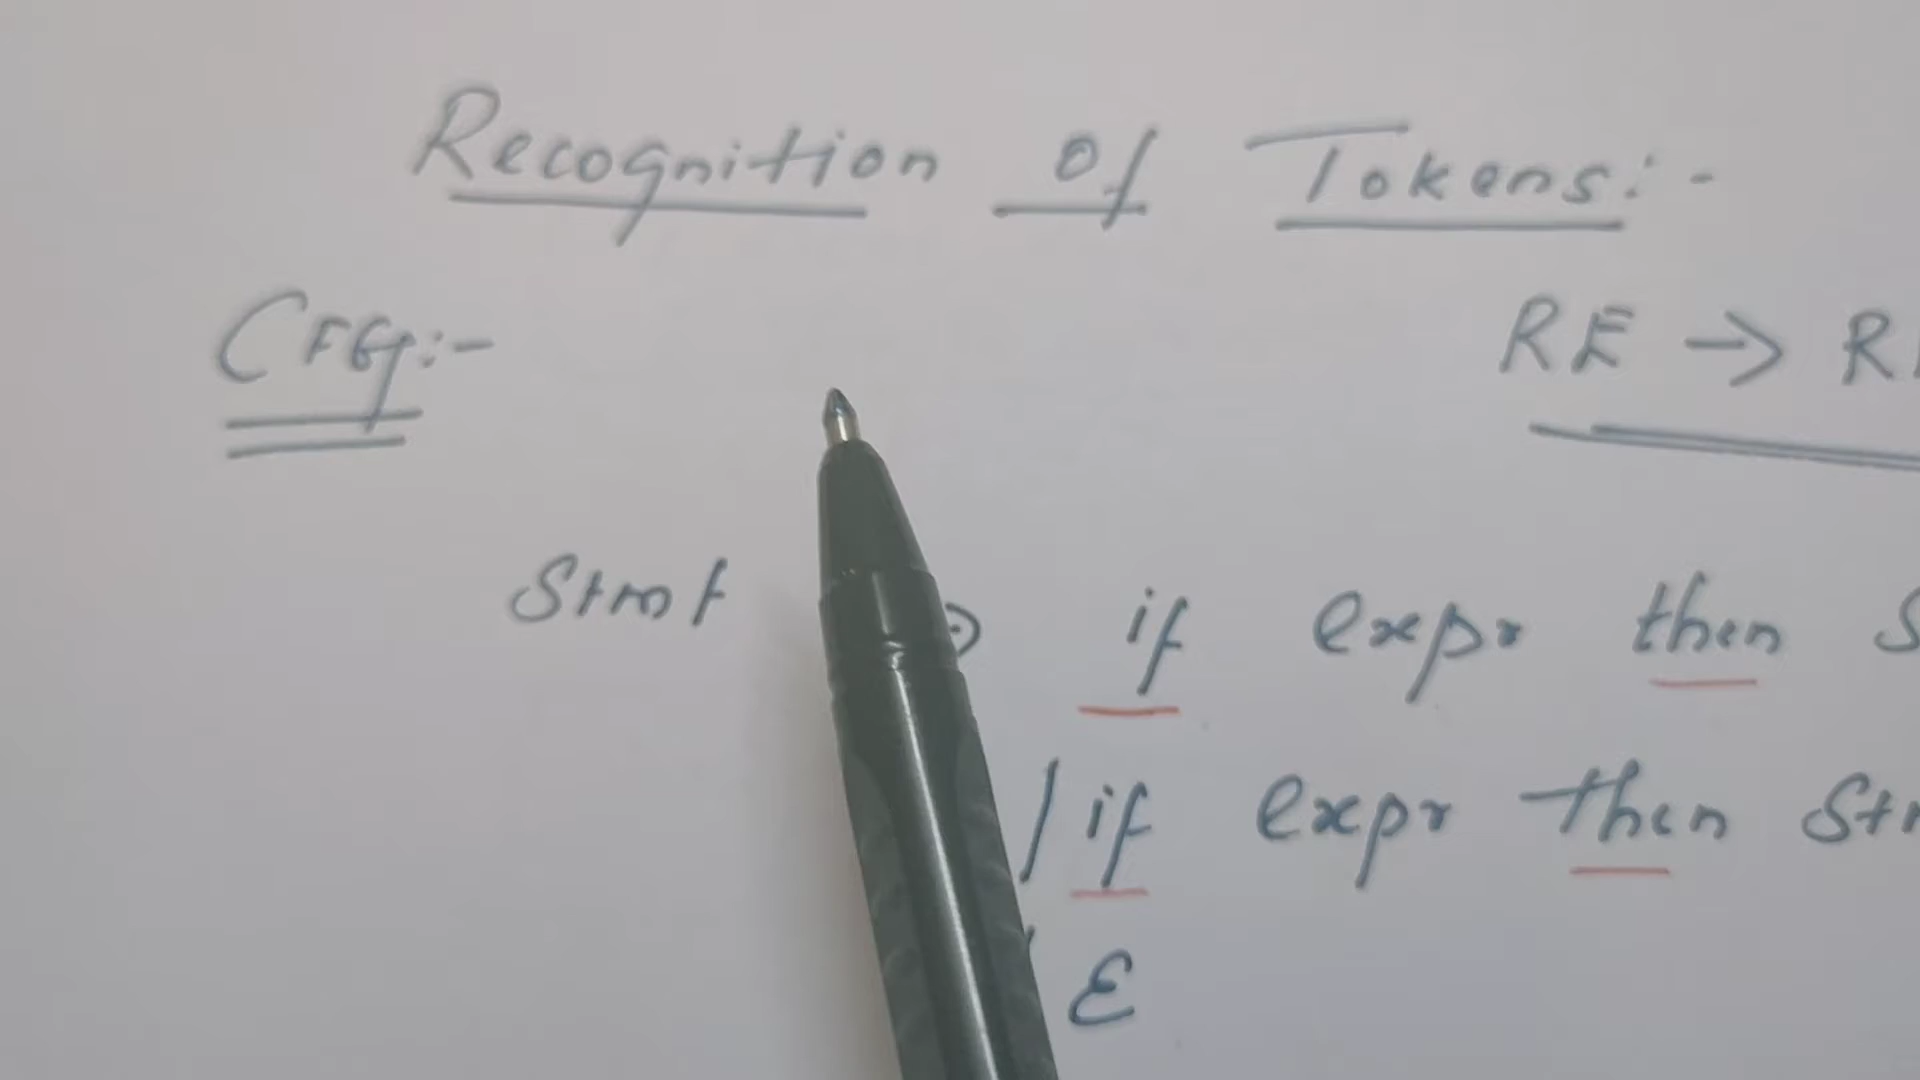 Recognition of Tokens:-
CFG:-
RE →
Stmt → if expr then
/ if expr then
/ ε